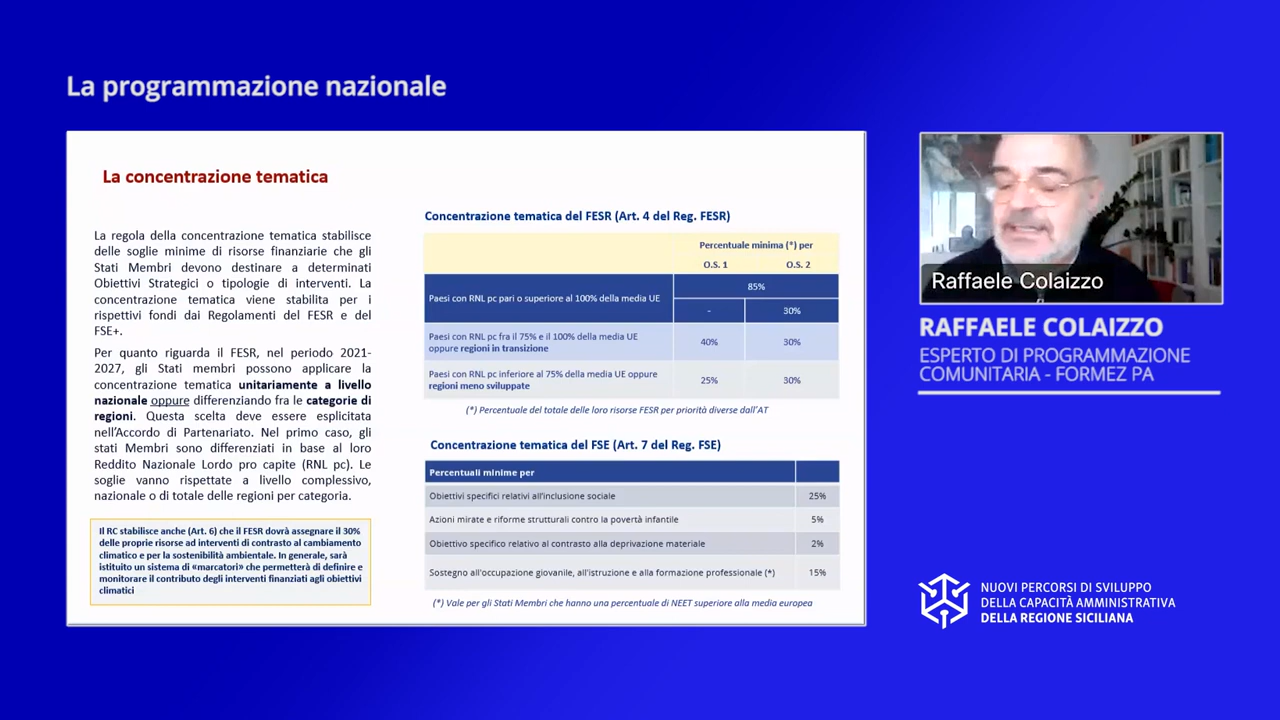 La programmazione nazionale
La concentrazione tematica
La regola della concentrazione tematica stabilisce
delle soglie minime di risorse finanziarie che gli
Stati Membri devono destinare a determinati
Obiettivi Strategici o tipologie di interventi. La
concentrazione tematica viene stabilita per i
rispettivi fondi dai Regolamenti del FESR e del
FSE+.
Per quanto riguarda il FESR, nel periodo 2021-
2027, gli Stati membri possono applicare la
concentrazione tematica unitariamente a livello
nazionale oppure differenziando fra le categorie di
regioni. Questa scelta deve essere esplicitata
nell'Accordo di Partenariato. Nel primo caso, gli
stati Membri sono differenziati in base al loro
Reddito Nazionale Lordo pro capite (RNL pc). Le
soglie vanno rispettate a livello complessivo,
nazionale o di totale delle regioni per categoria.
Il RC stabilisce anche (Art. 6) che il FESR dovrà assegnare il 30%
delle proprie risorse ad interventi di contrasto al cambiamento
climatico e per la sostenibilità ambientale. In generale, sarà
istituito un sistema di «marcatori» che permetterà di definire e
monitorare il contributo degli interventi finanziati agli obiettivi
climatici
Concentrazione tematica del FESR (Art. 4 del Reg. FESR)
Percentuale minima (*) per
O.S. 1 O.S. 2
Paesi con RNL pc pari o superiore al 100% della media UE
85%
- 30%
Paesi con RNL pc fra il 75% e il 100% della media UE
oppure regioni in transizione
40% 30%
Paesi con RNL pc inferiore al 75% della media UE oppure
regioni meno sviluppate
25% 30%
(*) Percentuale del totale delle loro risorse FESR per priorità diverse dall'AT
Concentrazione tematica del FSE (Art. 7 del Reg. FSE)
Percentuali minime per
Obiettivi specifici relativi all'inclusione sociale 25%
Azioni mirate e riforme strutturali contro la povertà infantile 5%
Obiettivo specifico relativo al contrasto alla deprivazione materiale 2%
Sostegno all'occupazione giovanile, all'istruzione e alla formazione professionale (*) 15%
(*) Vale per gli Stati Membri che hanno una percentuale di NEET superiore alla media europea
Raffaele Colaizzo
RAFFAELE COLAIZZO
ESPERTO DI PROGRAMMAZIONE
COMUNITARIA - FORMEZ PA
NUOVI PERCORSI DI SVILUPPO
DELLA CAPACITÀ AMMINISTRATIVA
DELLA REGIONE SICILIANA